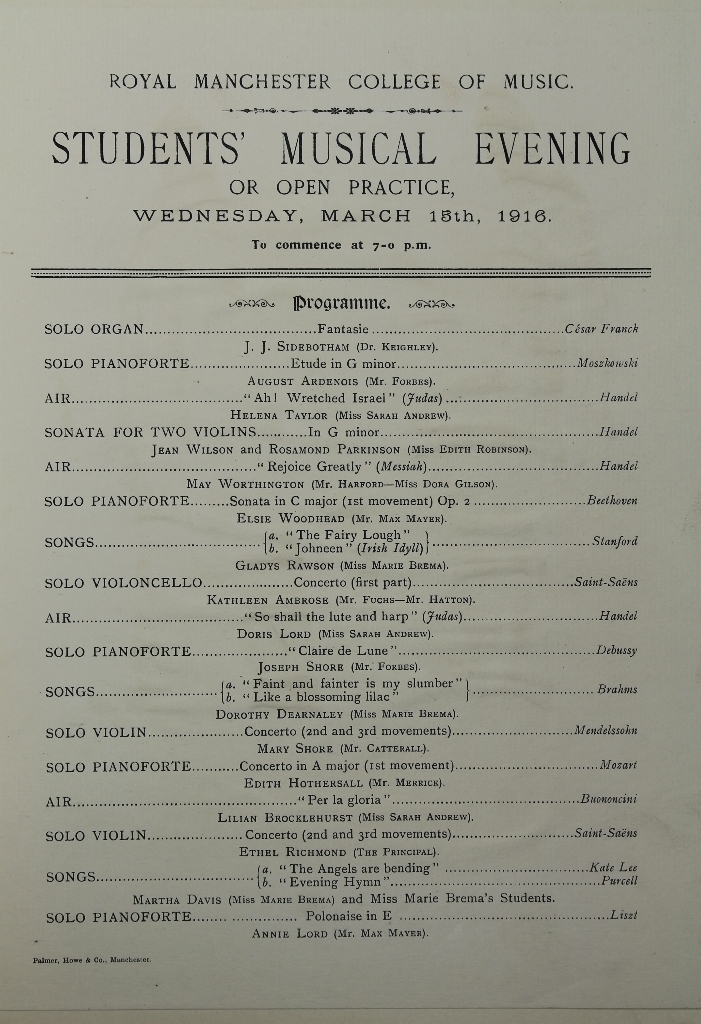 ROYAL MANCHESTER COLLEGE OF MUSIC.
STUDENTS' MUSICAL EVENING
OR OPEN PRACTICE,
WEDNESDAY, MARCH 15th, 1916.
To commence at 7-0 p.m.
Programme.
SOLO ORGAN........Fantasie........César Franck
J. J. SIDEBOTHAM (DR. KEIGHLEY).
SOLO PIANOFORTE........Etude in G minor........Moszkowski
AUGUST ARDENOIS (MR. FORBES).
AIR........"Ah! Wretched Israel" (Judas)........Handel
HELENA TAYLOR (MISS SARAH ANDREW).
SONATA FOR TWO VIOLINS........In G minor........Handel
JEAN WILSON and ROSAMOND PARKINSON (MISS EDITH ROBINSON).
AIR........"Rejoice Greatly" (Messiah)........Handel
MAY WORTHINGTON (MR. HARFORD—MISS DORA GILSON).
SOLO PIANOFORTE........Sonata in C major (1st movement) Op. 2........Beethoven
ELSIE WOODHEAD (MR. MAX MAYER).
SONGS........{a. "The Fairy Lough"
b. "Johneen" (Irish Idyll)}........Stanford
GLADYS RAWSON (MISS MARIE BREMA).
SOLO VIOLONCELLO........Concerto (first part)........Saint-Saëns
KATHLEEN AMBROSE (MR. FUCHS—MR. HATTON).
AIR........"So shall the lute and harp" (Judas)........Handel
DORIS LORD (MISS SARAH ANDREW).
SOLO PIANOFORTE........"Claire de Lune"........Debussy
JOSEPH SHORE (MR. FORBES).
SONGS........{a. "Faint and fainter is my slumber"
b. "Like a blossoming lilac"}........Brahms
DOROTHY DEARNALEY (MISS MARIE BREMA).
SOLO VIOLIN........Concerto (2nd and 3rd movements)........Mendelssohn
MARY SHORE (MR. CATTERALL).
SOLO PIANOFORTE........Concerto in A major (1st movement)........Mozart
EDITH HOTHERSALL (MR. MERRICK).
AIR........"Per la gloria"........Buononcini
LILIAN BROCKLEHURST (MISS SARAH ANDREW).
SOLO VIOLIN........Concerto (2nd and 3rd movements)........Saint-Saëns
ETHEL RICHMOND (THE PRINCIPAL).
SONGS........{a. "The Angels are bending"........Kate Lee
b. "Evening Hymn"........Purcell
MARTHA DAVIS (MISS MARIE BREMA) and Miss Marie Brema's Students.
SOLO PIANOFORTE........Polonaise in E........Liszt
ANNIE LORD (MR. MAX MAYER).
Palmer, Howe & Co., Manchester.